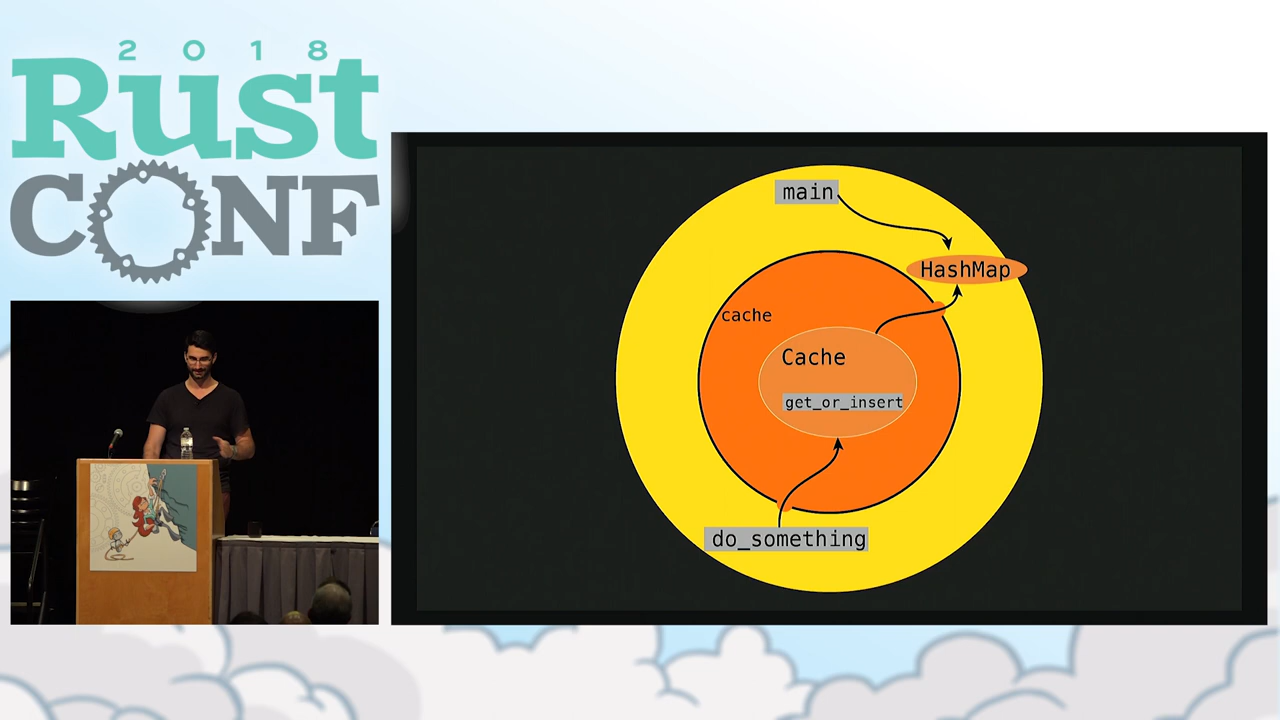 2018
Rust
CONF
main
HashMap
cache
Cache
get_or_insert
do_something